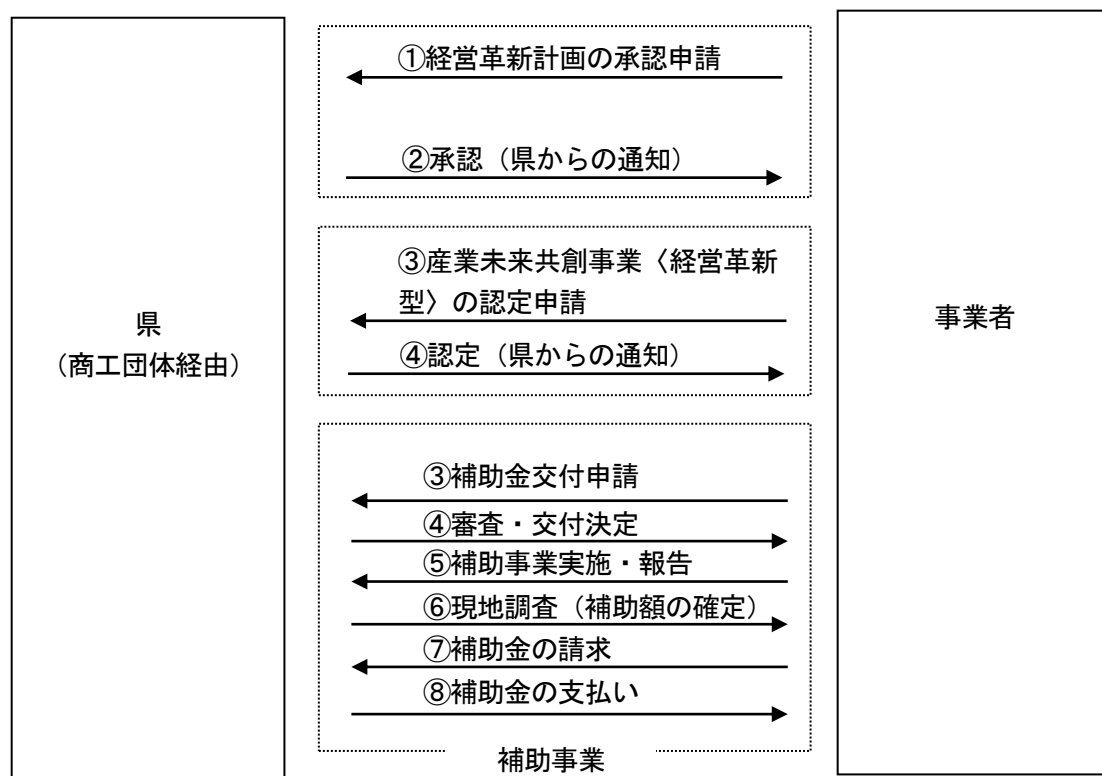 ①経営革新計画の承認申請
②承認（県からの通知）
③産業未来共創事業〈経営革新
型〉の認定申請
④認定（県からの通知）
県
（商工団体経由）
事業者
③補助金交付申請
④審査・交付決定
⑤補助事業実施・報告
⑥現地調査（補助額の確定）
⑦補助金の請求
⑧補助金の支払い
補助事業